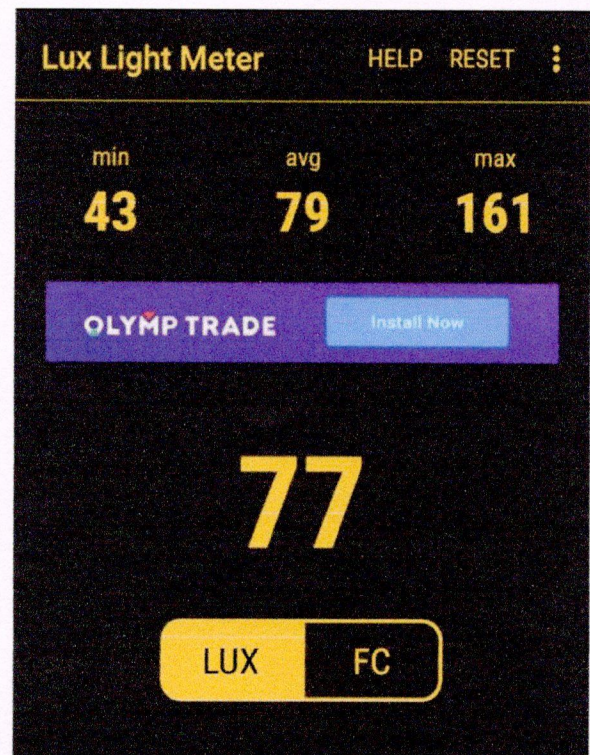 Lux Light Meter HELP RESET
min avg max
43 79 161
OLYMP TRADE Install Now
77
LUX FC